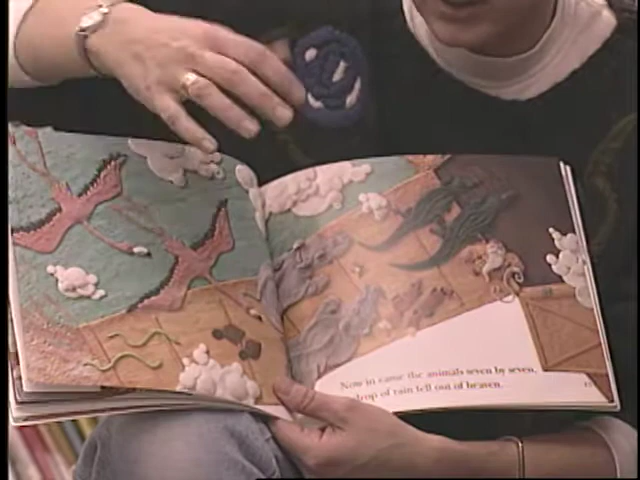 Now in came the animals seven by seven,
drop of rain fell out of heaven.